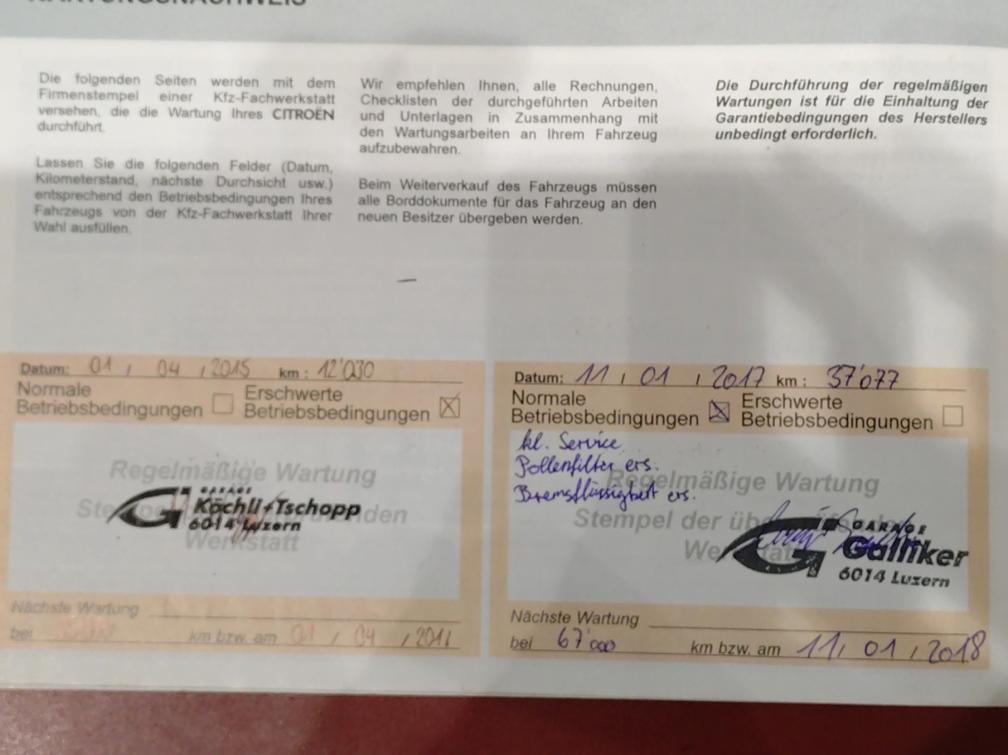 Die folgenden Seiten werden mit dem
Firmenstempel einer Kfz-Fachwerkstatt
versehen, die die Wartung Ihres CITROËN
durchführt.
Lassen Sie die folgenden Felder (Datum,
Kilometerstand, nächste Durchsicht usw.)
entsprechend den Betriebsbedingungen Ihres
Fahrzeugs von der Kfz-Fachwerkstatt Ihrer
Wahl ausfüllen.
Wir empfehlen Ihnen, alle Rechnungen,
Checklisten der durchgeführten Arbeiten
und Unterlagen in Zusammenhang mit
den Wartungsarbeiten an Ihrem Fahrzeug
aufzubewahren.
Beim Weiterverkauf des Fahrzeugs müssen
alle Borddokumente für das Fahrzeug an den
neuen Besitzer übergeben werden.
Die Durchführung der regelmäßigen
Wartungen ist für die Einhaltung der
Garantiebedingungen des Herstellers
unbedingt erforderlich.
Datum: 01 / 04 / 2015 km : 12'030
Normale
Betriebsbedingungen
Erschwerte
Betriebsbedingungen
Regelmäßige Wartung
Werkstatt
GARAGE
Köchli+Tschopp
6014 Luzern
Nächste Wartung
bei km bzw. am 01 / 04 / 201
Datum: 11 / 01 / 2017 km : 37'077
Normale
Betriebsbedingungen
Erschwerte
Betriebsbedingungen
kl. Service
Pollenfilter ers.
Bremsflüssigkeit ers.
Regelmäßige Wartung
Stempel der
GARAGE
Galliker
6014 Luzern
Nächste Wartung
bei 67'000 km bzw. am 11 / 01 / 2018